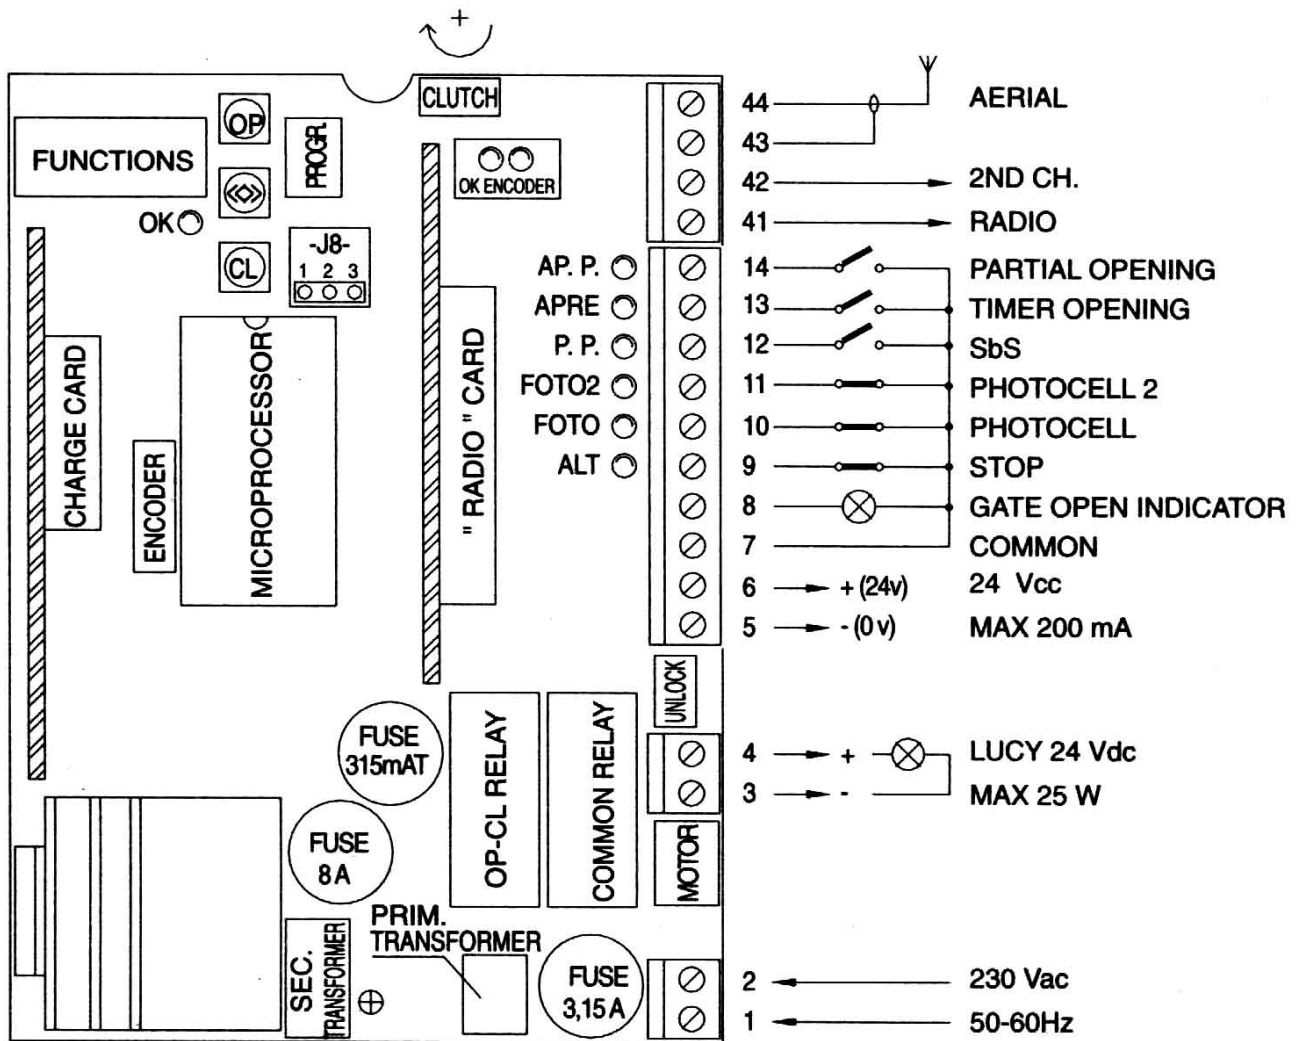 +
CLUTCH
44 AERIAL
43
OP
PROGR.
FUNCTIONS
OK ENCODER
42 2ND CH.
OK
41 RADIO
CL
-J8-
1 2 3
AP. P. 14 PARTIAL OPENING
APRE 13 TIMER OPENING
P. P. 12 SbS
FOTO2 11 PHOTOCELL 2
FOTO 10 PHOTOCELL
ALT 9 STOP
8 GATE OPEN INDICATOR
7 COMMON
6 + (24v) 24 Vcc
5 - (0 v) MAX 200 mA
CHARGE CARD
ENCODER
MICROPROCESSOR
" RADIO " CARD
UNLOCK
FUSE
315mAT
OP-CL RELAY
COMMON RELAY
4 + LUCY 24 Vdc
3 - MAX 25 W
FUSE
8 A
MOTOR
PRIM.
TRANSFORMER
SEC.
TRANSFORMER
FUSE
3,15 A
2 230 Vac
1 50-60Hz